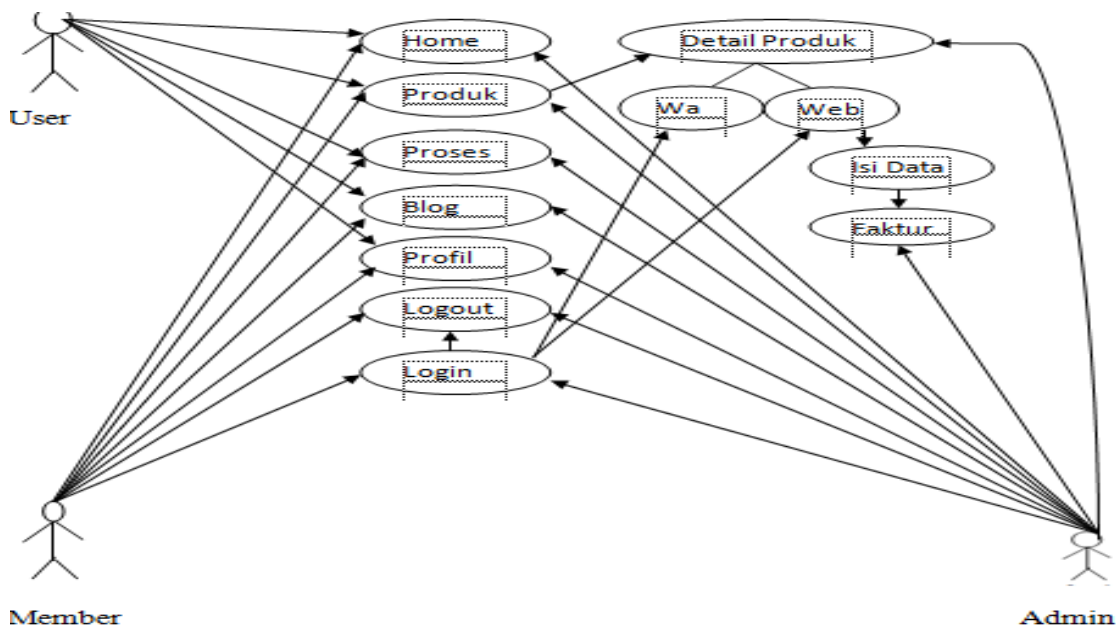 Home
Detail Produk
Produk
Wa
Web
User
Proses
Isi Data
Blog
Faktur
Profil
Logout
Login
Member
Admin